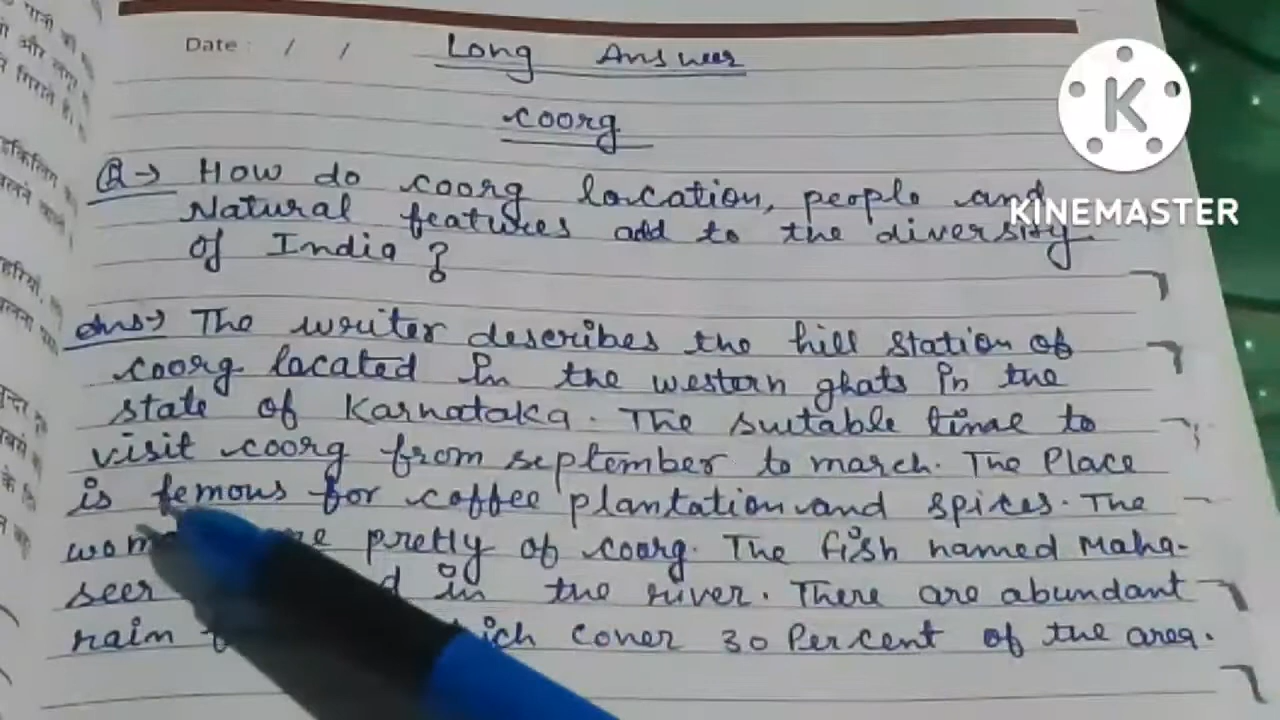 Date : / /
Long Answer
Coorg
Q→ How do coorg location, people and
Natural features add to the diversity
of India ?
Ans→ The writer describes the hill station of
coorg located in the western ghats in the
state of Karnataka. The suitable time to
visit coorg from september to march. The Place
is femous for coffee plantation and spices. The
pretty of coorg. The fish named Maha-
seer in the river. There are abundant
rain cover 30 Percent of the area.
K
KINEMASTER